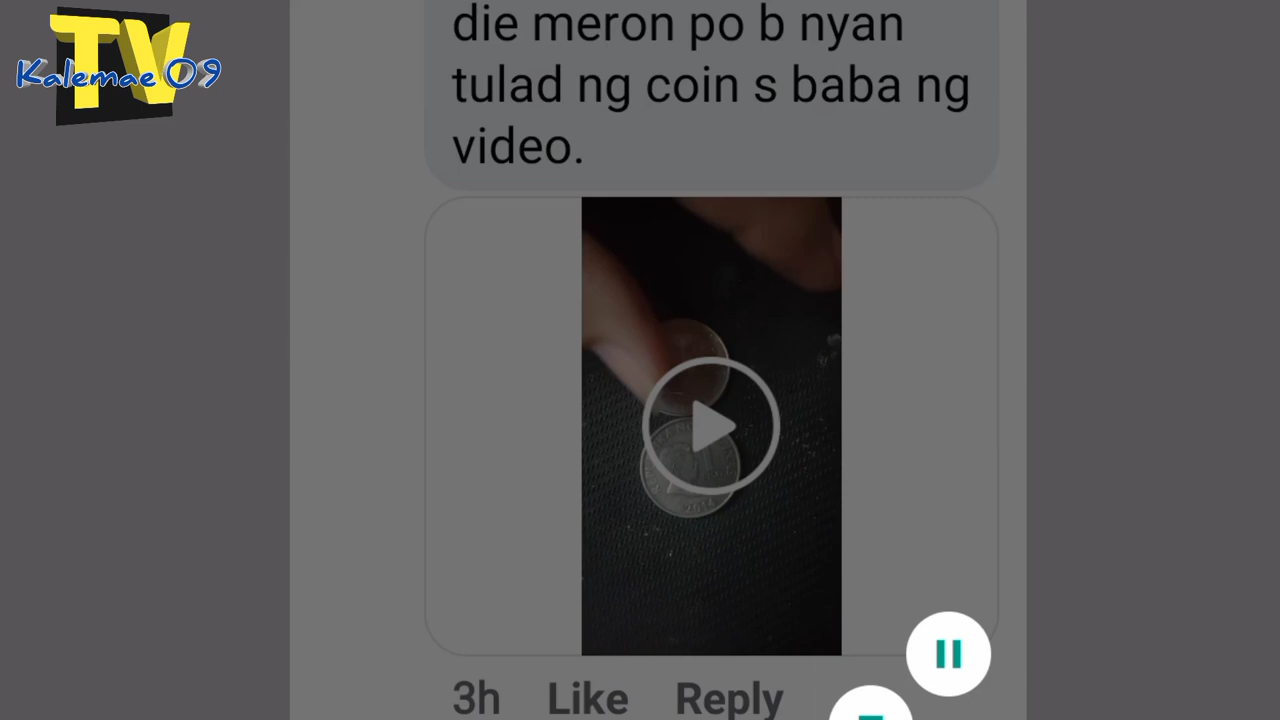 TV
Kalemae 09
die meron po b nyan
tulad ng coin s baba ng
video.
3h Like Reply